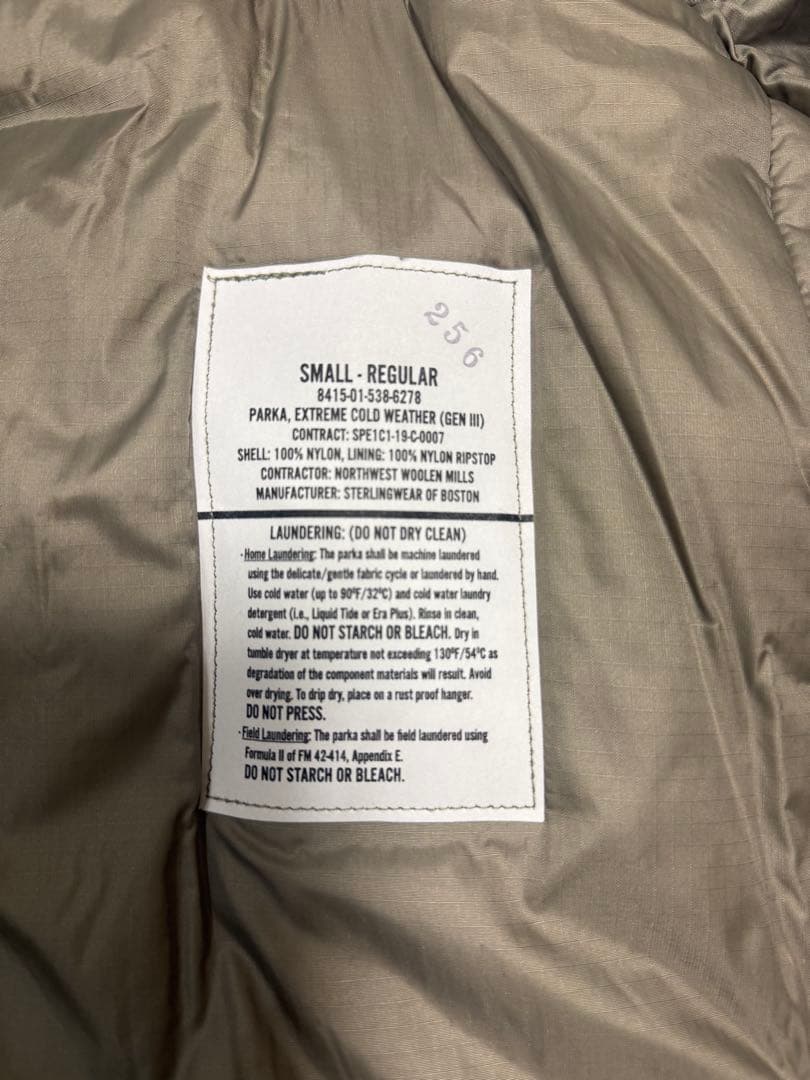 256
SMALL - REGULAR
8415-01-538-6278
PARKA, EXTREME COLD WEATHER (GEN III)
CONTRACT: SPE1C1-19-C-0007
SHELL: 100% NYLON, LINING: 100% NYLON RIPSTOP
CONTRACTOR: NORTHWEST WOOLEN MILLS
MANUFACTURER: STERLINGWEAR OF BOSTON
LAUNDERING: (DO NOT DRY CLEAN)
·Home Laundering: The parka shall be machine laundered
using the delicate/gentle fabric cycle or laundered by hand.
Use cold water (up to 90ºF/32ºC) and cold water laundry
detergent (i.e., Liquid Tide or Era Plus). Rinse in clean,
cold water. DO NOT STARCH OR BLEACH. Dry in
tumble dryer at temperature not exceeding 130ºF/54ºC as
degradation of the component materials will result. Avoid
over drying. To drip dry, place on a rust proof hanger.
DO NOT PRESS.
·Field Laundering: The parka shall be field laundered using
Formula II of FM 42-414, Appendix E.
DO NOT STARCH OR BLEACH.